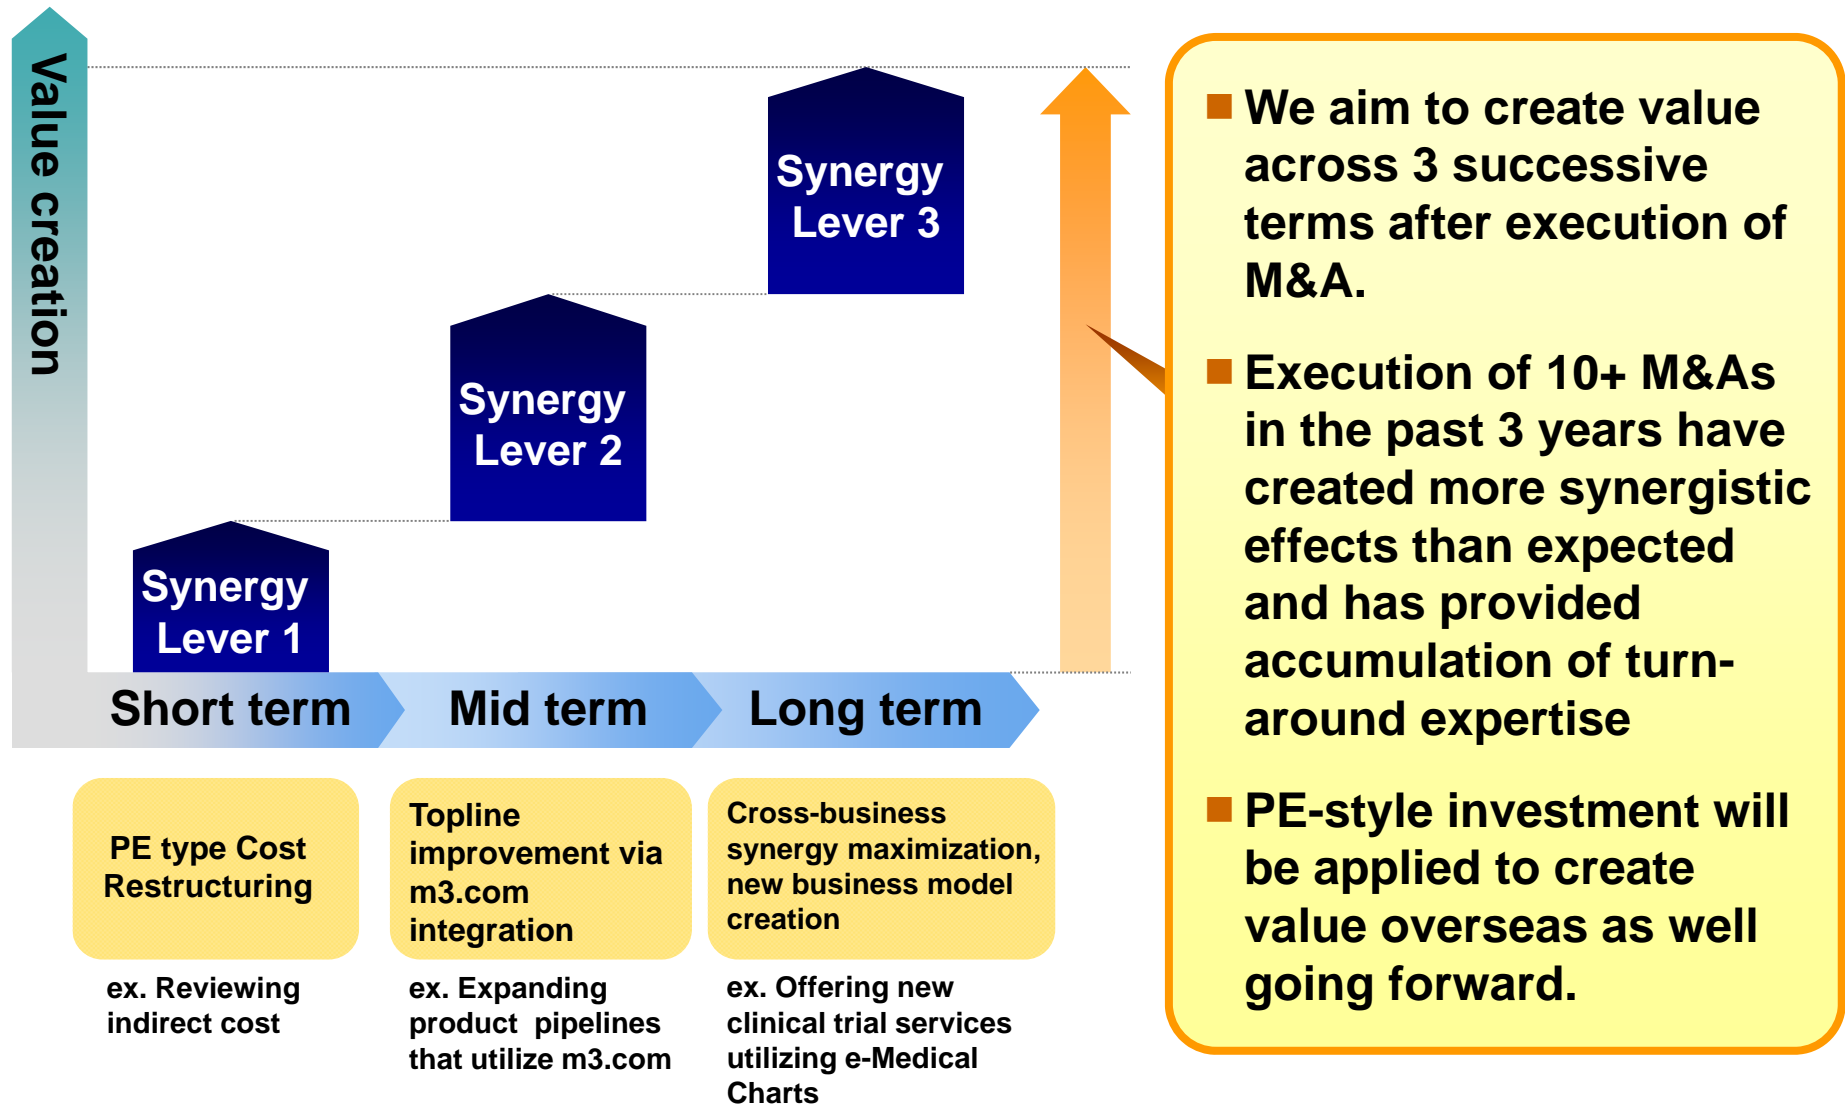 Value creation
Synergy
Lever 1
Synergy
Lever 2
Synergy
Lever 3
Short term
Mid term
Long term
PE type Cost
Restructuring
ex. Reviewing
indirect cost
Topline
improvement via
m3.com
integration
ex. Expanding
product pipelines
that utilize m3.com
Cross-business
synergy maximization,
new business model
creation
ex. Offering new
clinical trial services
utilizing e-Medical
Charts
We aim to create value
across 3 successive
terms after execution of
M&A.
Execution of 10+ M&As
in the past 3 years have
created more synergistic
effects than expected
and has provided
accumulation of turn-
around expertise
PE-style investment will
be applied to create
value overseas as well
going forward.